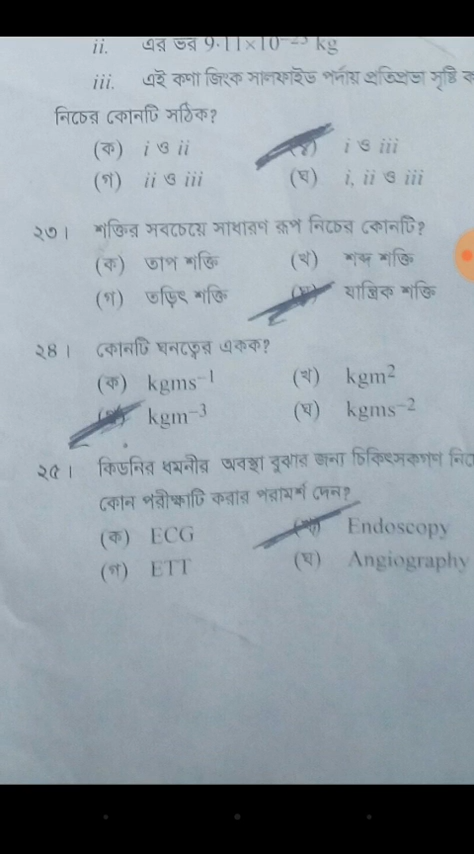 ii. এর ভর 9·11×10 kg
iii. এই কণা জিংক সালফাইড পর্দায় প্রতিপ্রভা সৃষ্টি
নিচের কোনটি সঠিক?
(ক) i ও ii i ও iii
(গ) ii ও iii (ঘ) i, ii ও iii
২৩। শক্তির সবচেয়ে সাধারণ রূপ নিচের কোনটি?
(ক) তাপ শক্তি (খ) শব্দ শক্তি
(গ) তড়িৎ শক্তি (ঘ) যান্ত্রিক শক্তি
২৪। কোনটি ঘনত্বের একক?
(ক) kgms⁻¹ (খ) kgm²
kgm⁻³ (ঘ) kgms⁻²
২৫। কিডনির ধমনীর অবস্থা বুঝার জন্য চিকিৎসকগণ
কোন পরীক্ষাটি করার পরামর্শ দেন?
(ক) ECG (খ) Endoscopy
(গ) ETT (ঘ) Angiography